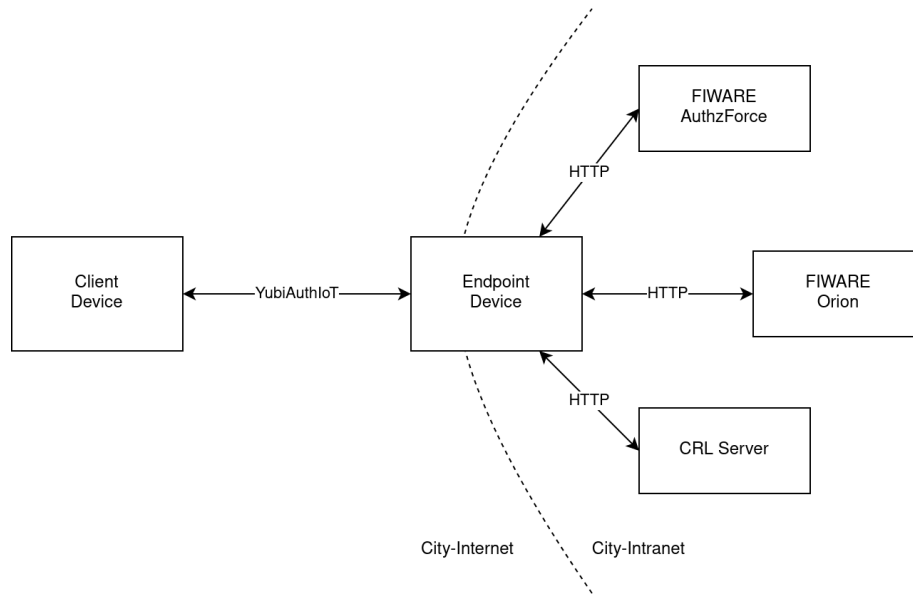 FIWARE
AuthzForce
HTTP
Client
Device
YubiAuthIoT
Endpoint
Device
HTTP
FIWARE
Orion
HTTP
CRL Server
City-Internet
City-Intranet